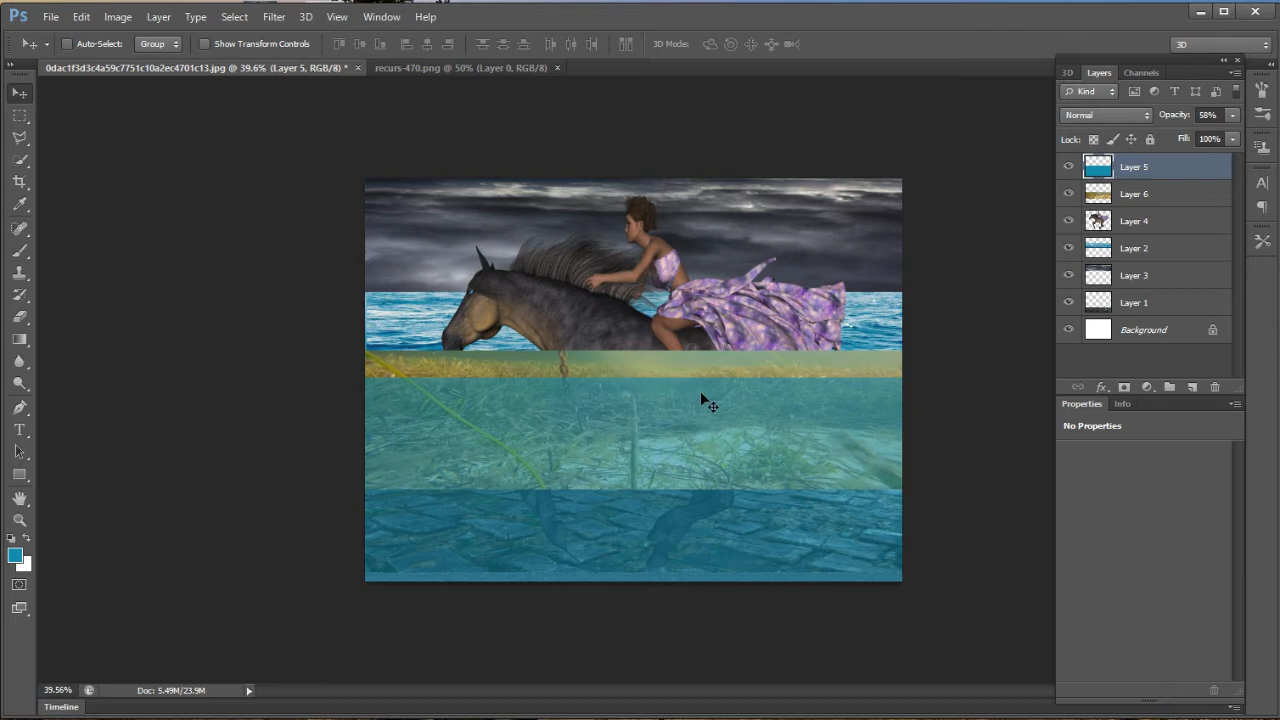 Ps File Edit Image Layer Type Select Filter 3D View Window Help
Auto-Select: Group Show Transform Controls 3D Mode: 3D
0dac1f3d3c4a59c7751c10a2ec4701c13.jpg @ 39.6% (Layer 5, RGB/8) * × recurs-470.png @ 50% (Layer 0, RGB/8) ×
3D Layers Channels
Kind
Normal Opacity: 58%
Lock: Fill: 100%
Layer 5
Layer 6
Layer 4
Layer 2
Layer 3
Layer 1
Background
fx
Properties Info
No Properties
39.56% Doc: 5.49M/23.9M
Timeline